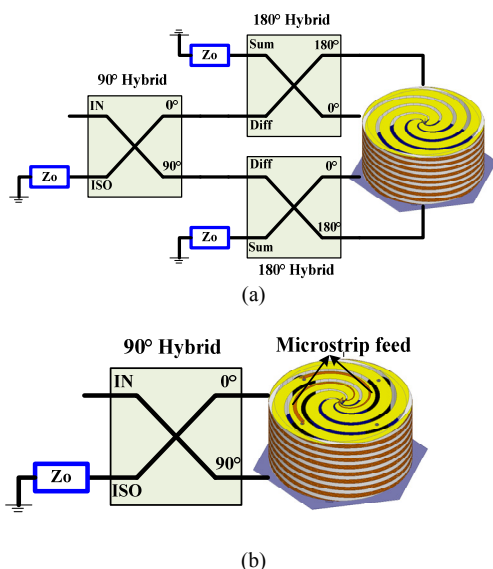 180° Hybrid
Zo
Sum
180°
90° Hybrid
IN
0°
0°
Diff
Zo
ISO
90°
Diff
0°
Zo
Sum
180°
180° Hybrid
(a)
90° Hybrid
Microstrip feed
IN
0°
Zo
ISO
90°
(b)